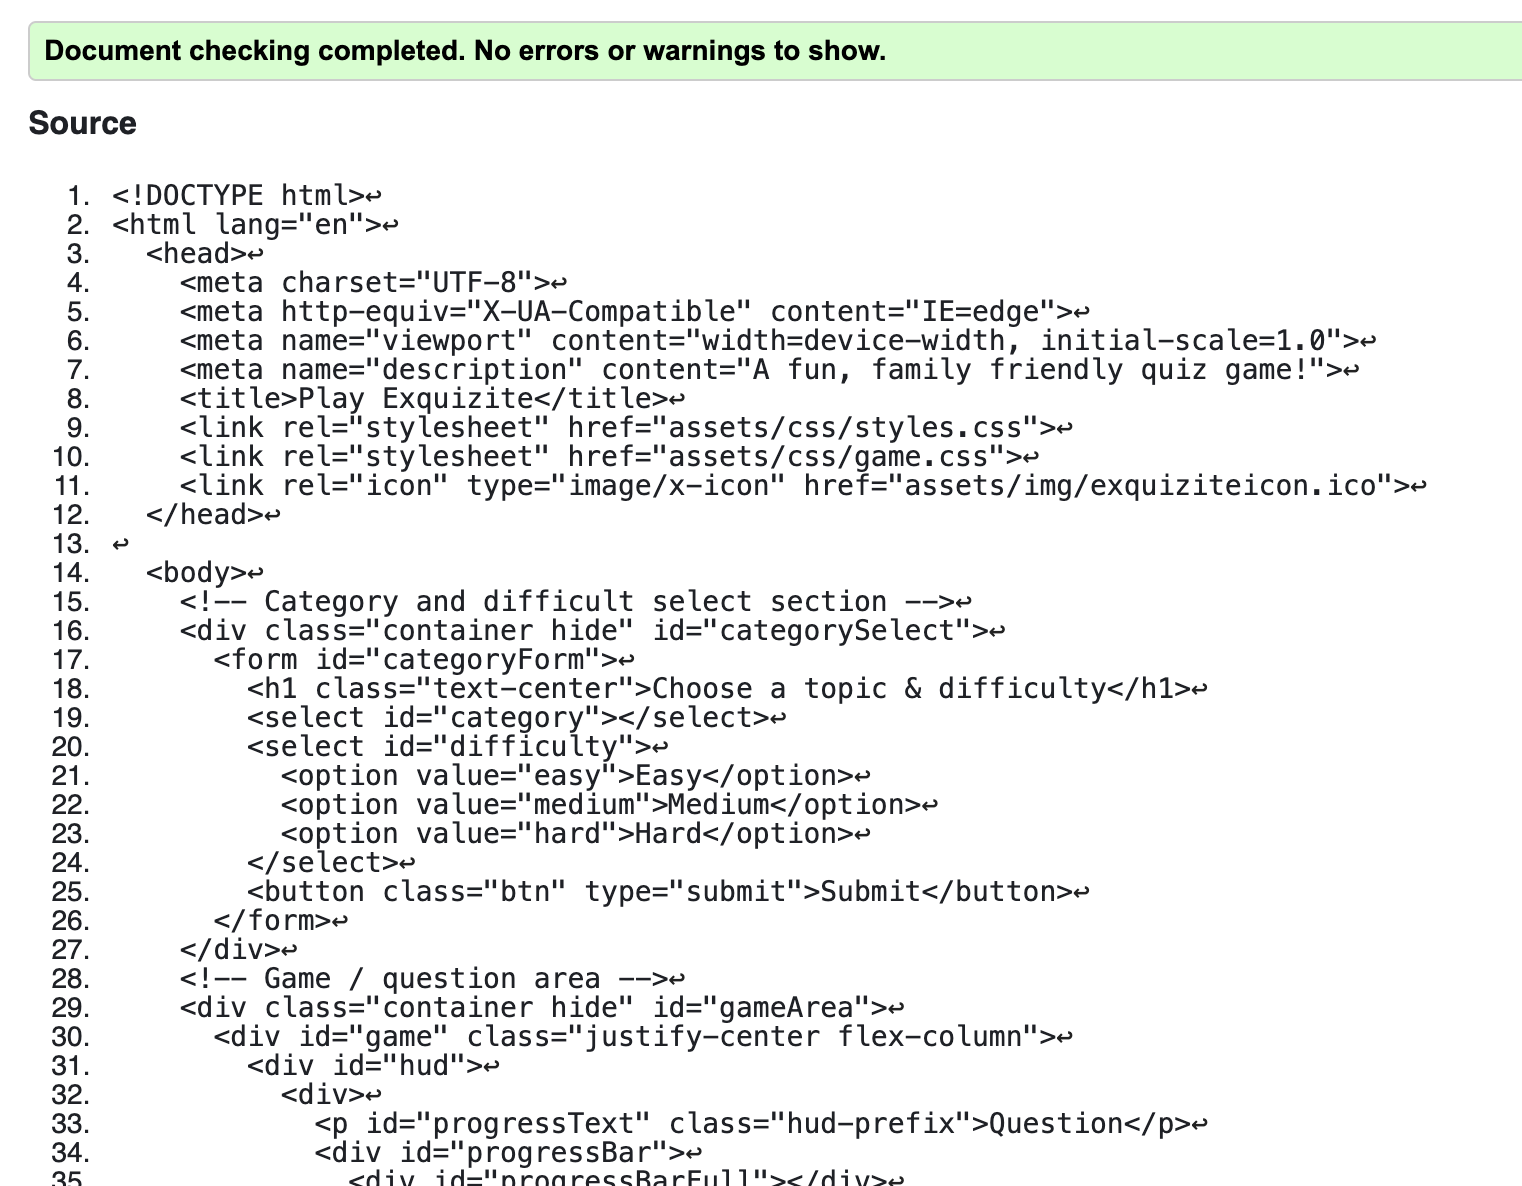 Document checking completed. No errors or warnings to show.
Source
1. <!DOCTYPE html>↩
2. <html lang="en">↩
3. <head>↩
4. <meta charset="UTF-8">↩
5. <meta http-equiv="X-UA-Compatible" content="IE=edge">↩
6. <meta name="viewport" content="width=device-width, initial-scale=1.0">↩
7. <meta name="description" content="A fun, family friendly quiz game!">↩
8. <title>Play Exquizite</title>↩
9. <link rel="stylesheet" href="assets/css/styles.css">↩
10. <link rel="stylesheet" href="assets/css/game.css">↩
11. <link rel="icon" type="image/x-icon" href="assets/img/exquiziteicon.ico">↩
12. </head>↩
13. ↩
14. <body>↩
15. <!-- Category and difficult select section -->↩
16. <div class="container hide" id="categorySelect">↩
17. <form id="categoryForm">↩
18. <h1 class="text-center">Choose a topic & difficulty</h1>↩
19. <select id="category"></select>↩
20. <select id="difficulty">↩
21. <option value="easy">Easy</option>↩
22. <option value="medium">Medium</option>↩
23. <option value="hard">Hard</option>↩
24. </select>↩
25. <button class="btn" type="submit">Submit</button>↩
26. </form>↩
27. </div>↩
28. <!-- Game / question area -->↩
29. <div class="container hide" id="gameArea">↩
30. <div id="game" class="justify-center flex-column">↩
31. <div id="hud">↩
32. <div>↩
33. <p id="progressText" class="hud-prefix">Question</p>↩
34. <div id="progressBar">↩
35. <div id="progressBarFull"></div>↩